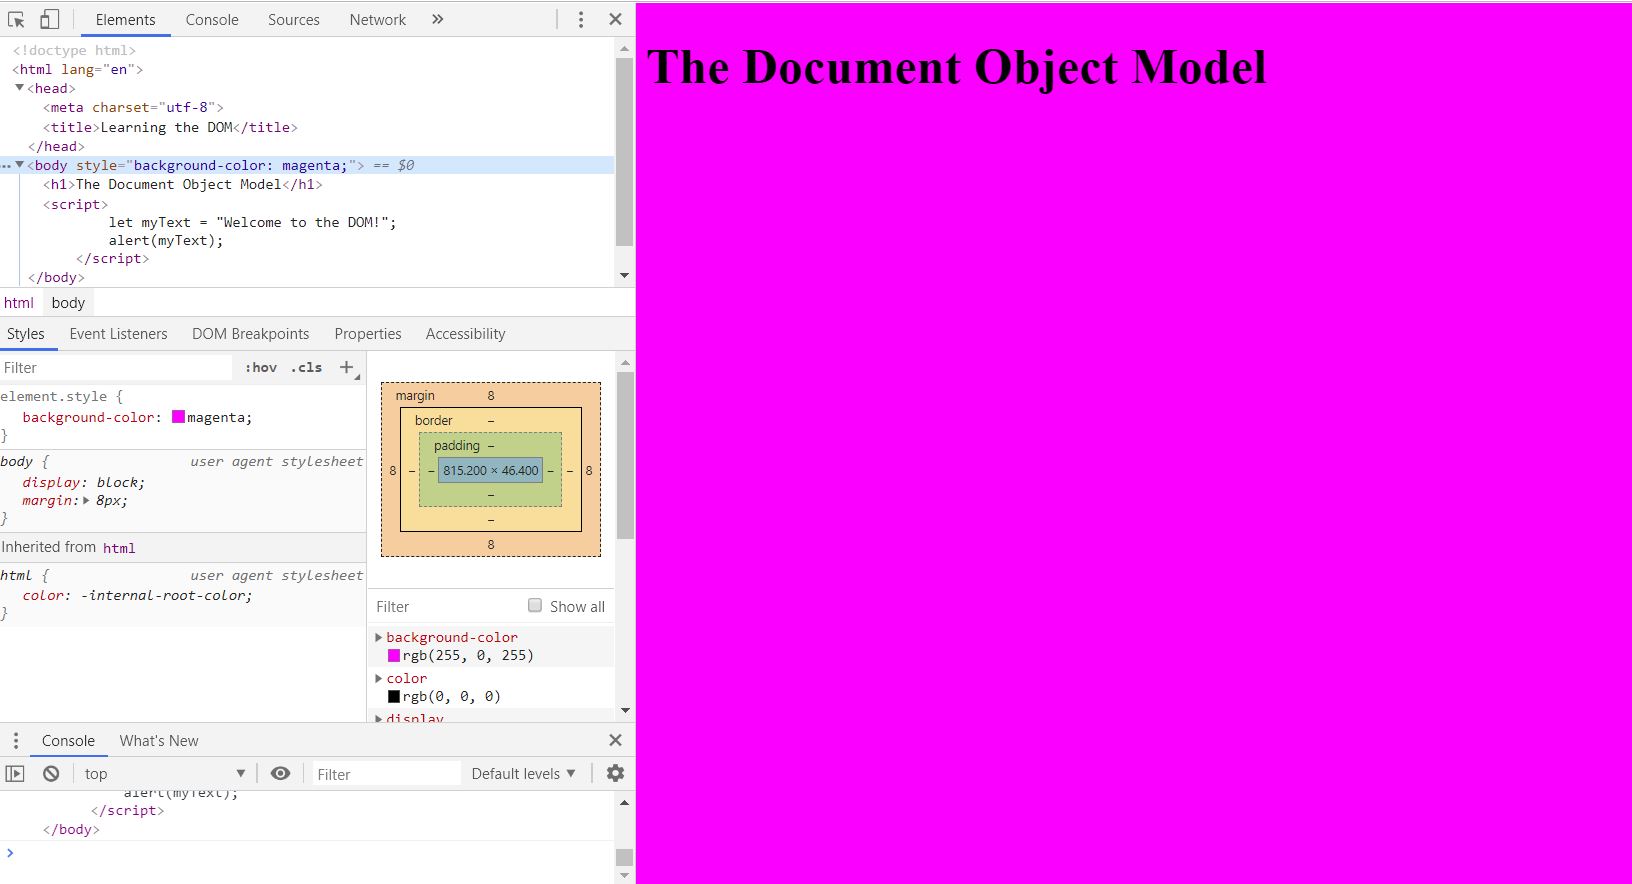 Elements Console Sources Network »
<!doctype html>
<html lang="en">
<head>
<meta charset="utf-8">
<title>Learning the DOM</title>
</head>
<body style="background-color: magenta;"> == $0
<h1>The Document Object Model</h1>
<script>
let myText = "Welcome to the DOM!";
alert(myText);
</script>
</body>
html body
Styles Event Listeners DOM Breakpoints Properties Accessibility
Filter :hov .cls +
element.style {
background-color: magenta;
}
body { user agent stylesheet
display: block;
margin: 8px;
}
Inherited from html
html { user agent stylesheet
color: -internal-root-color;
}
margin 8
border –
padding –
8 – – 815.200 × 46.400 – – 8
–
–
8
Filter Show all
background-color
rgb(255, 0, 255)
color
rgb(0, 0, 0)
display
Console What's New
top Filter Default levels
alert(myText);
</script>
</body>
>
The Document Object Model